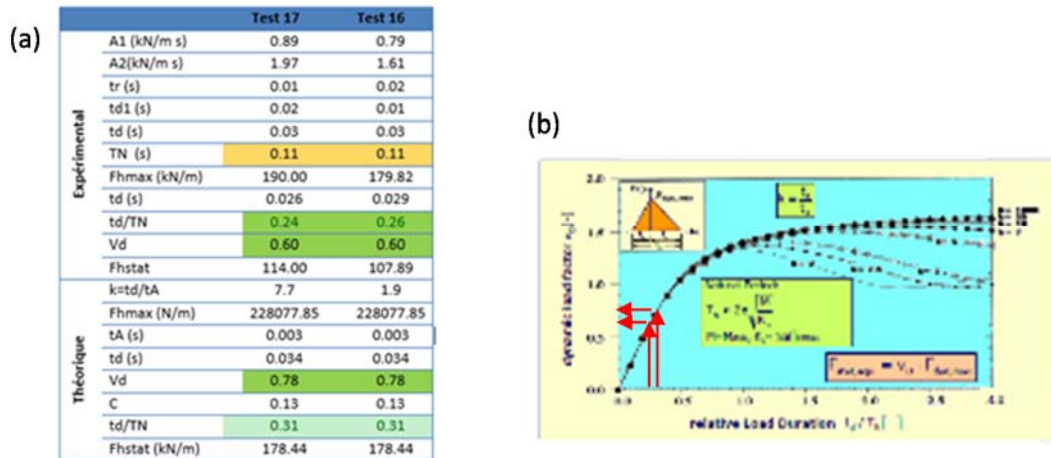 (a)
Test 17 Test 16
Expérimental
A1 (kN/m s) 0.89 0.79
A2(kN/m s) 1.97 1.61
tr (s) 0.01 0.02
td1 (s) 0.02 0.01
td (s) 0.03 0.03
TN (s) 0.11 0.11
Fhmax (kN/m) 190.00 179.82
td (s) 0.026 0.029
td/TN 0.24 0.26
Vd 0.60 0.60
Fhstat 114.00 107.89
Théorique
k=td/tA 7.7 1.9
Fhmax (N/m) 228077.85 228077.85
tA (s) 0.003 0.003
td (s) 0.034 0.034
Vd 0.78 0.78
C 0.13 0.13
td/TN 0.31 0.31
Fhstat (kN/m) 178.44 178.44
(b)
dynamic load factor
2.0
1.0
0.5
0.0
0.5
1.0
relative Load Duration